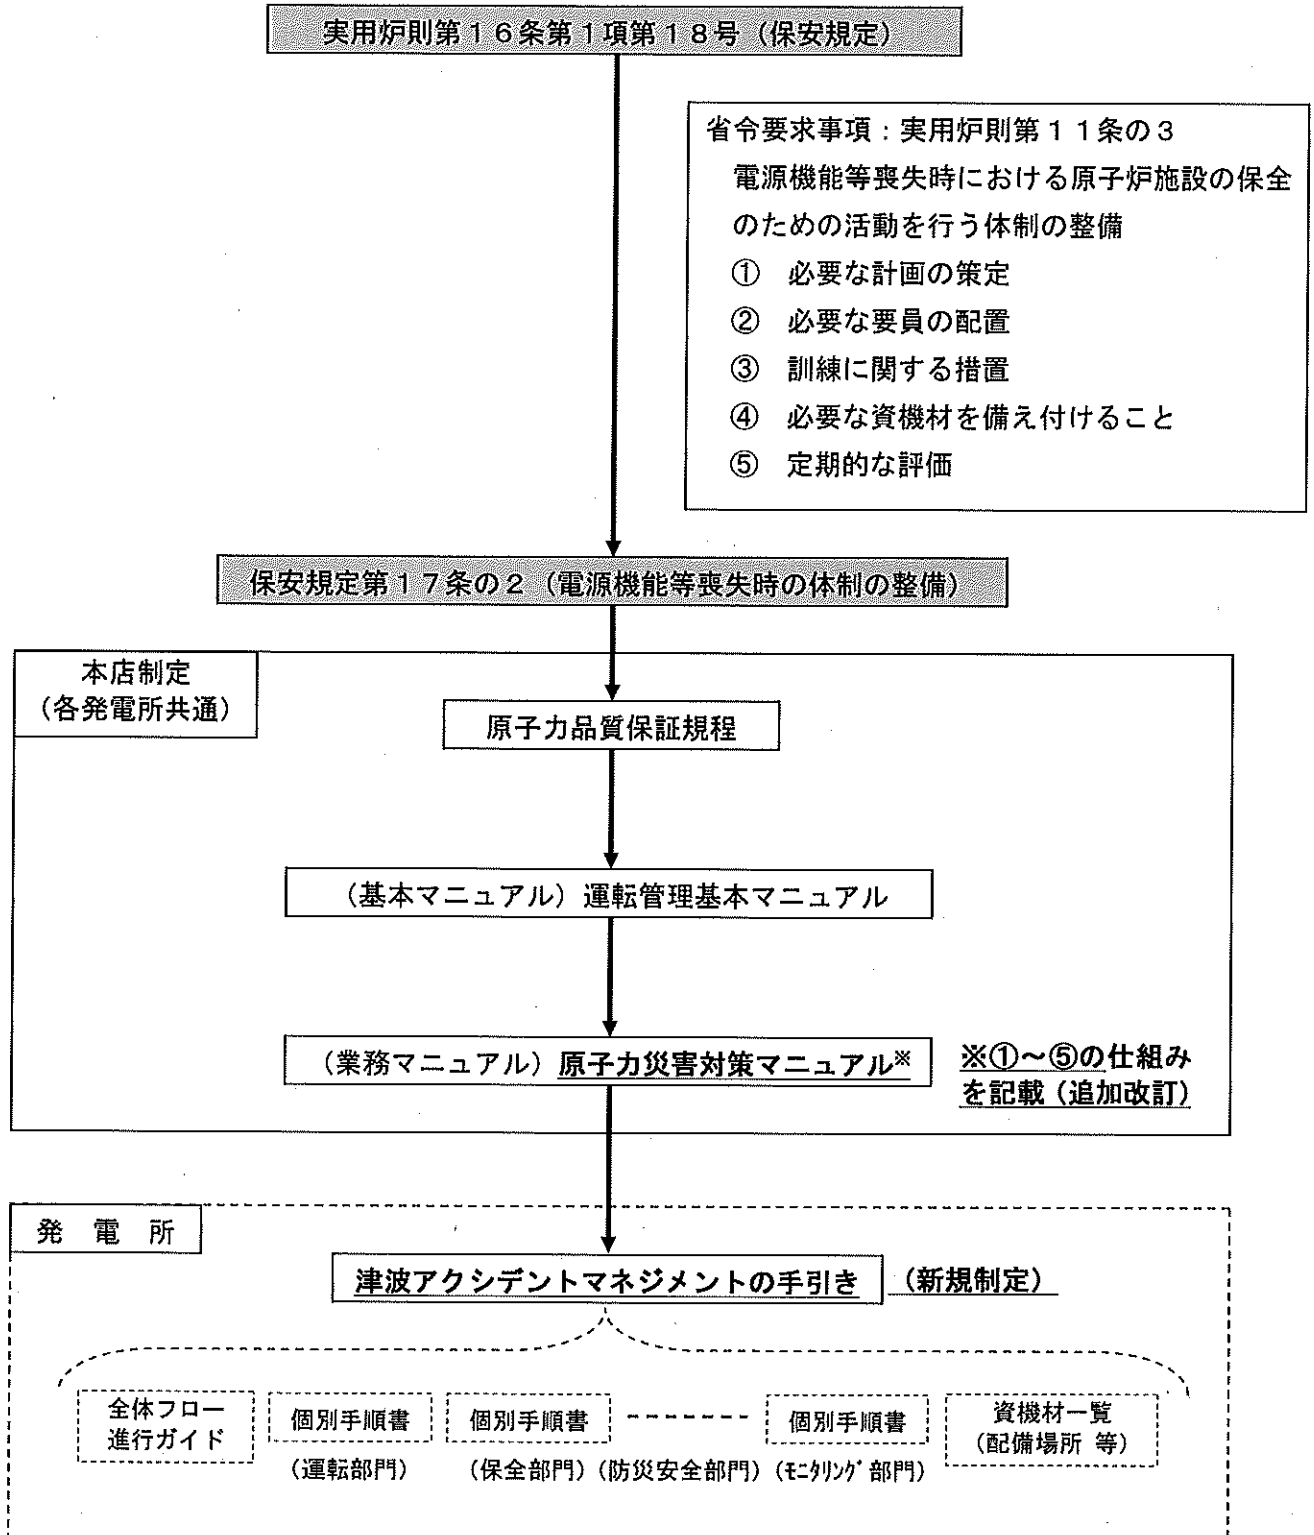 実用炉則第16条第1項第18号（保安規定）
省令要求事項：実用炉則第11条の3
電源機能等喪失時における原子炉施設の保全
のための活動を行う体制の整備
①　必要な計画の策定
②　必要な要員の配置
③　訓練に関する措置
④　必要な資機材を備え付けること
⑤　定期的な評価
保安規定第17条の2（電源機能等喪失時の体制の整備）
本店制定
（各発電所共通）
原子力品質保証規程
（基本マニュアル）運転管理基本マニュアル
（業務マニュアル）原子力災害対策マニュアル※
※①～⑤の仕組み
を記載（追加改訂）
発　電　所
津波アクシデントマネジメントの手引き　（新規制定）
全体フロー
進行ガイド
個別手順書
（運転部門）
個別手順書
（保全部門）
（防災安全部門）
個別手順書
（ﾓﾆﾀﾘﾝｸﾞ部門）
資機材一覧
（配備場所 等）